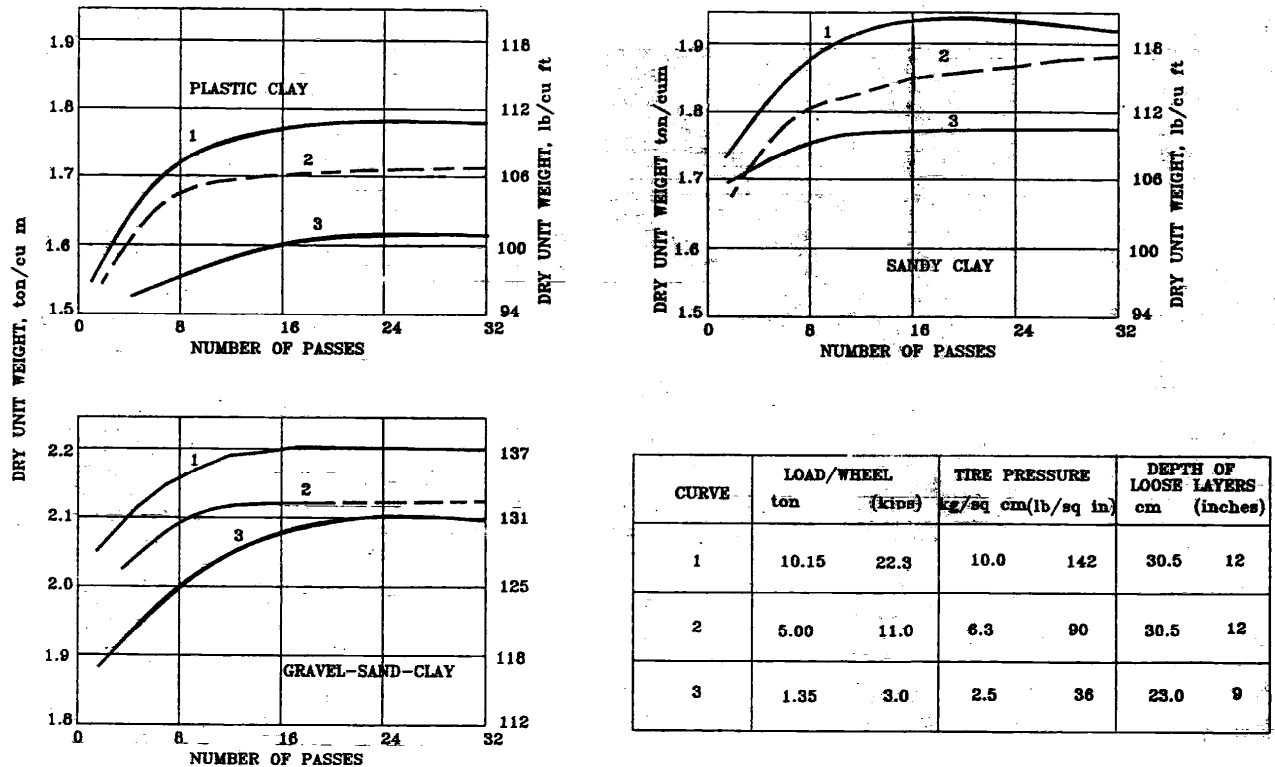 PLASTIC CLAY
1
2
3
1.9
1.8
1.7
1.6
1.5
118
112
106
100
94
0 8 16 24 32
NUMBER OF PASSES
DRY UNIT WEIGHT, ton/cu m
DRY UNIT WEIGHT, lb/cu ft
1
2
3
SANDY CLAY
1.9
1.8
1.7
1.6
1.5
118
112
106
100
94
0 8 16 24 32
NUMBER OF PASSES
DRY UNIT WEIGHT ton/cum
DRY UNIT WEIGHT, lb/cu ft
1
2
3
GRAVEL-SAND-CLAY
2.2
2.1
2.0
1.9
1.8
137
131
125
118
112
0 8 16 24 32
NUMBER OF PASSES
CURVE LOAD/WHEEL TIRE PRESSURE DEPTH OF LOOSE LAYERS
ton (kips) kg/sq cm (lb/sq in) cm (inches)
1 10.15 22.3 10.0 142 30.5 12
2 5.00 11.0 6.3 90 30.5 12
3 1.35 3.0 2.5 36 23.0 9